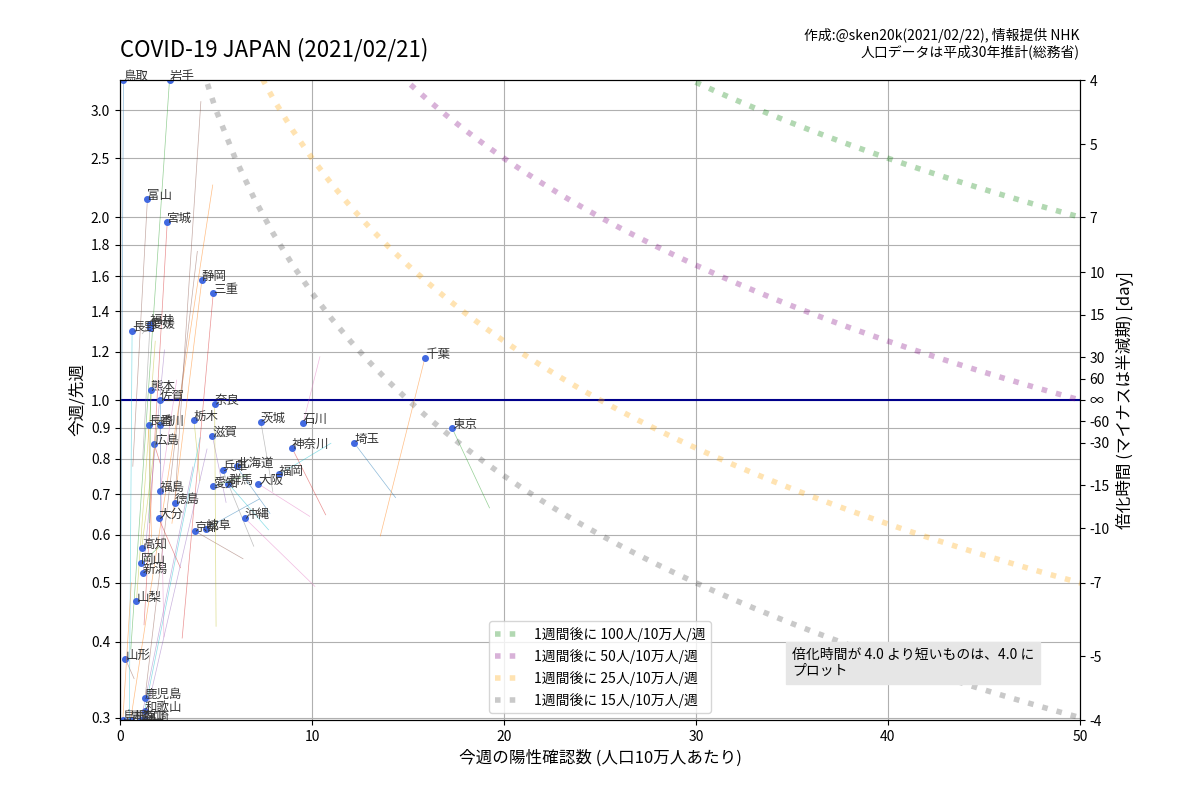 COVID-19 JAPAN (2021/02/21)
作成:@sken20k(2021/02/22), 情報提供 NHK
人口データは平成30年推計(総務省)
鳥取
岩手
富山
宮城
静岡
三重
福井
愛媛
長野
千葉
熊本
佐賀
奈良
栃木
茨城
石川
東京
長崎
香川
滋賀
広島
神奈川
埼玉
兵庫
北海道
福岡
愛知
群馬
大阪
福島
徳島
大分
沖縄
京都
岐阜
高知
岡山
新潟
山梨
山形
鹿児島
和歌山
3.0
2.5
2.0
1.8
1.6
1.4
1.2
1.0
0.9
0.8
0.7
0.6
0.5
0.4
0.3
今週/先週
4
5
7
10
15
30
60
∞
-60
-30
-15
-10
-7
-5
-4
倍化時間 (マイナスは半減期) [day]
1週間後に 100人/10万人/週
1週間後に 50人/10万人/週
1週間後に 25人/10万人/週
1週間後に 15人/10万人/週
倍化時間が 4.0 より短いものは、4.0 に
プロット
0
10
20
30
40
50
今週の陽性確認数 (人口10万人あたり)